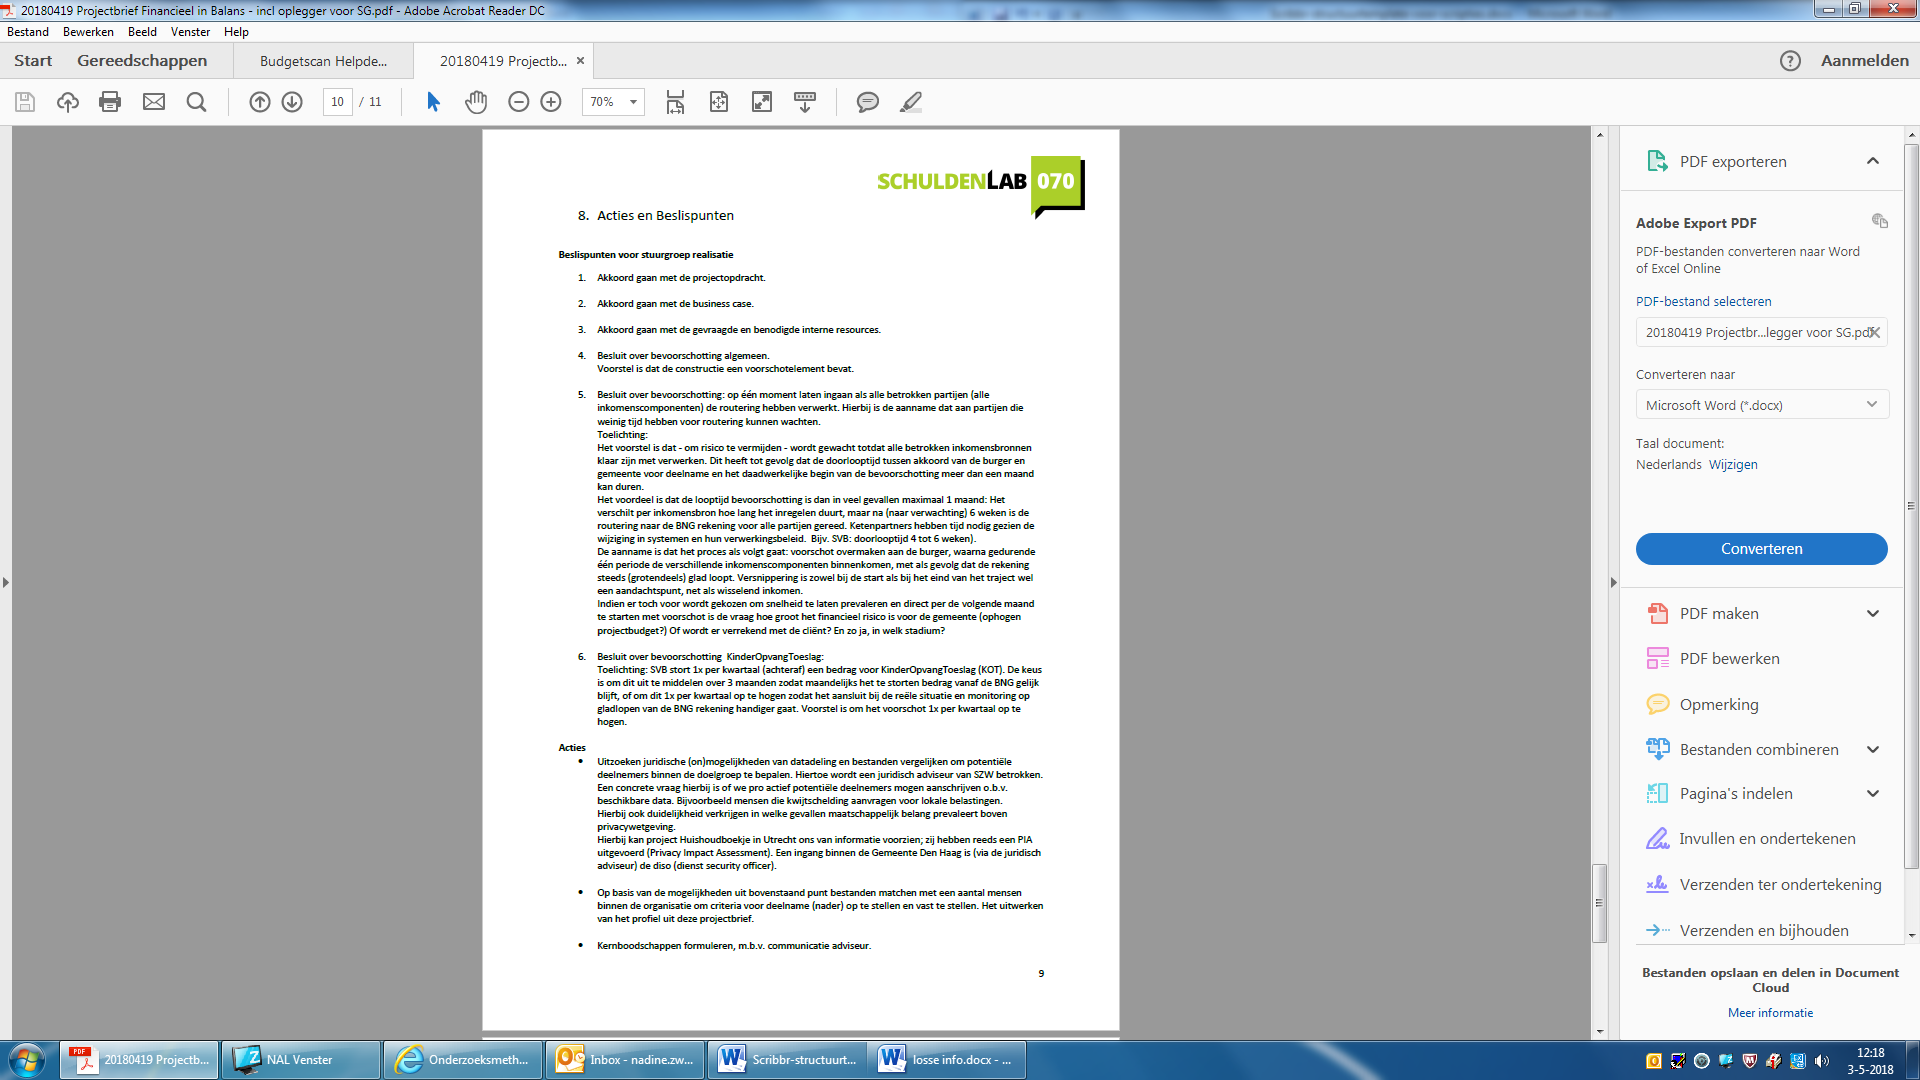 20180419 Projectbrief Financieel in Balans - incl oplegger voor SG.pdf - Adobe Acrobat Reader DC
Bestand Bewerken Beeld Venster Help
Start Gereedschappen Budgetscan Helpde... 20180419 Projectb... Aanmelden
10 / 11 70%
SCHULDENLAB 070
8. Acties en Beslispunten
Beslispunten voor stuurgroep realisatie
1. Akkoord gaan met de projectopdracht.
2. Akkoord gaan met de business case.
3. Akkoord gaan met de gevraagde en benodigde interne resources.
4. Besluit over bevoorschotting algemeen.
Voorstel is dat de constructie een voorschotelement bevat.
5. Besluit over bevoorschotting: op één moment laten ingaan als alle betrokken partijen (alle
inkomenscomponenten) de routering hebben verwerkt. Hierbij is de aanname dat aan partijen die
weinig tijd hebben voor routering kunnen wachten.
Toelichting:
Het voorstel is dat - om risico te vermijden - wordt gewacht totdat alle betrokken inkomensbronnen
klaar zijn met verwerken. Dit heeft tot gevolg dat de doorlooptijd tussen akkoord van de burger en
gemeente voor deelname en het daadwerkelijke begin van de bevoorschotting meer dan een maand
kan duren.
Het voordeel is dat de looptijd bevoorschotting is dan in veel gevallen maximaal 1 maand: Het
verschilt per inkomensbron hoe lang het inregelen duurt, maar na (naar verwachting) 6 weken is de
routering naar de BNG rekening voor alle partijen gereed. Ketenpartners hebben tijd nodig gezien de
wijziging in systemen en hun verwerkingsbeleid. Bijv. SVB: doorlooptijd 4 tot 6 weken).
De aanname is dat het proces als volgt gaat: voorschot overmaken aan de burger, waarna gedurende
één periode de verschillende inkomenscomponenten binnenkomen, met als gevolg dat de rekening
steeds (grotendeels) glad loopt. Versnippering is zowel bij de start als bij het eind van het traject wel
een aandachtspunt, net als wisselend inkomen.
Indien er toch voor wordt gekozen om snelheid te laten prevaleren en direct per de volgende maand
te starten met voorschot is de vraag hoe groot het financieel risico is voor de gemeente (ophogen
projectbudget?) Of wordt er verrekend met de cliënt? En zo ja, in welk stadium?
6. Besluit over bevoorschotting KinderOpvangToeslag:
Toelichting: SVB stort 1x per kwartaal (achteraf) een bedrag voor KinderOpvangToeslag (KOT). De keus
is om dit uit te middelen over 3 maanden zodat maandelijks het te storten bedrag vanaf de BNG gelijk
blijft, of om dit 1x per kwartaal op te hogen zodat het aansluit bij de reële situatie en monitoring op
gladlopen van de BNG rekening handiger gaat. Voorstel is om het voorschot 1x per kwartaal op te
hogen.
Acties
• Uitzoeken juridische (on)mogelijkheden van datadeling en bestanden vergelijken om potentiële
deelnemers binnen de doelgroep te bepalen. Hiertoe wordt een juridisch adviseur van SZW betrokken.
Een concrete vraag hierbij is of we pro actief potentiële deelnemers mogen aanschrijven o.b.v.
beschikbare data. Bijvoorbeeld mensen die kwijtschelding aanvragen voor lokale belastingen.
Hierbij ook duidelijkheid verkrijgen in welke gevallen maatschappelijk belang prevaleert boven
privacywetgeving.
Hierbij kan project Huishoudboekje in Utrecht ons van informatie voorzien; zij hebben reeds een PIA
uitgevoerd (Privacy Impact Assessment). Een ingang binnen de Gemeente Den Haag is (via de juridisch
adviseur) de diso (dienst security officer).
• Op basis van de mogelijkheden uit bovenstaand punt bestanden matchen met een aantal mensen
binnen de organisatie om criteria voor deelname (nader) op te stellen en vast te stellen. Het uitwerken
van het profiel uit deze projectbrief.
• Kernboodschappen formuleren, m.b.v. communicatie adviseur.
9
PDF exporteren
Adobe Export PDF
PDF-bestanden converteren naar Word
of Excel Online
PDF-bestand selecteren
20180419 Projectbr...legger voor SG.pdf
Converteren naar
Microsoft Word (*.docx)
Taal document:
Nederlands Wijzigen
Converteren
PDF maken
PDF bewerken
Opmerking
Bestanden combineren
Pagina's indelen
Invullen en ondertekenen
Verzenden ter ondertekening
Verzenden en bijhouden
Bestanden opslaan en delen in Document
Cloud
Meer informatie
20180419 Projectb... NAL Venster Onderzoeksmeth... Inbox - nadine.zw... Scribbr-structuurt... losse info.docx - ...
12:18
3-5-2018